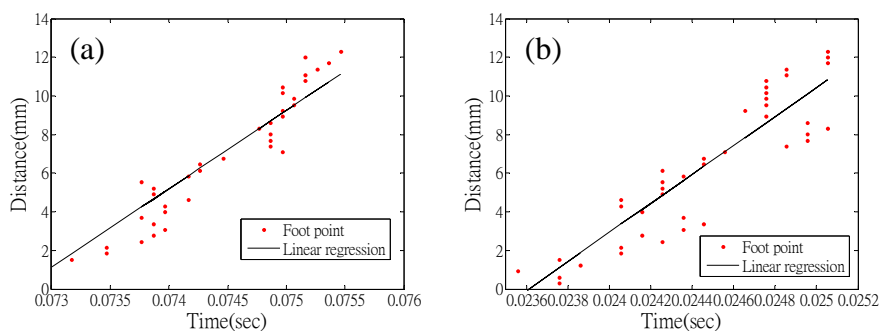 (a)
Distance(mm)
14
12
10
8
6
4
2
0
Foot point
Linear regression
0.073 0.0735 0.074 0.0745 0.075 0.0755 0.076
Time(sec)
(b)
Distance(mm)
14
12
10
8
6
4
2
0
Foot point
Linear regression
0.0236 0.0238 0.024 0.0242 0.0244 0.0246 0.0248 0.025 0.0252
Time(sec)